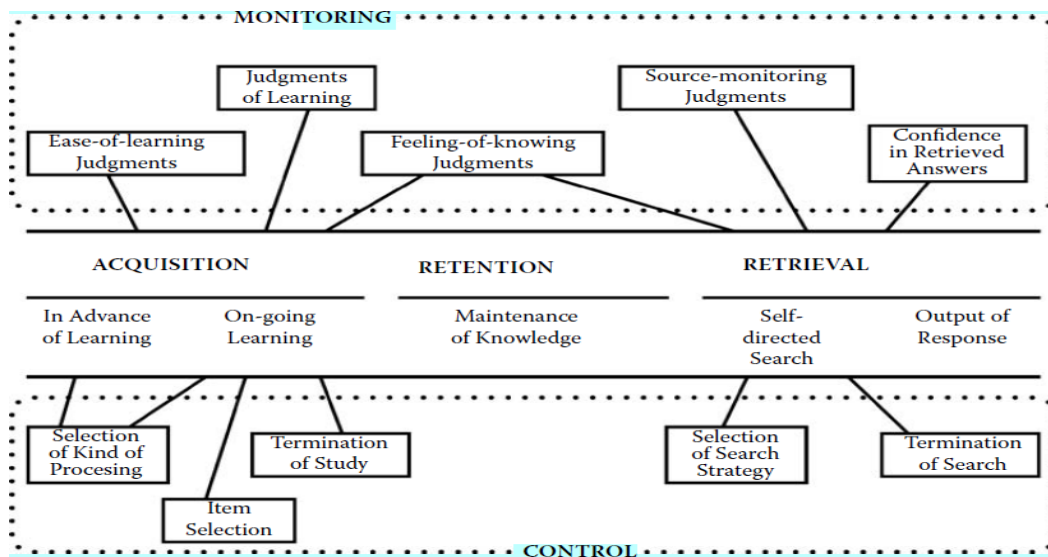 MONITORING
Judgments
of Learning
Source-monitoring
Judgments
Ease-of-learning
Judgments
Feeling-of-knowing
Judgments
Confidence
in Retrieved
Answers
ACQUISITION
RETENTION
RETRIEVAL
In Advance
of Learning
On-going
Learning
Maintenance
of Knowledge
Self-
directed
Search
Output of
Response
Selection
of Kind of
Procesing
Termination
of Study
Selection
of Search
Strategy
Termination
of Search
Item
Selection
CONTROL